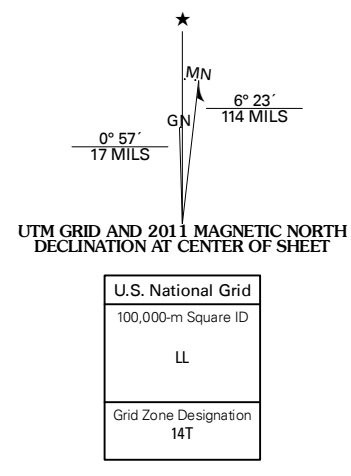 ★
MN
GN
6° 23´
114 MILS
0° 57´
17 MILS
UTM GRID AND 2011 MAGNETIC NORTH
DECLINATION AT CENTER OF SHEET
U.S. National Grid
100,000-m Square ID
LL
Grid Zone Designation
14T